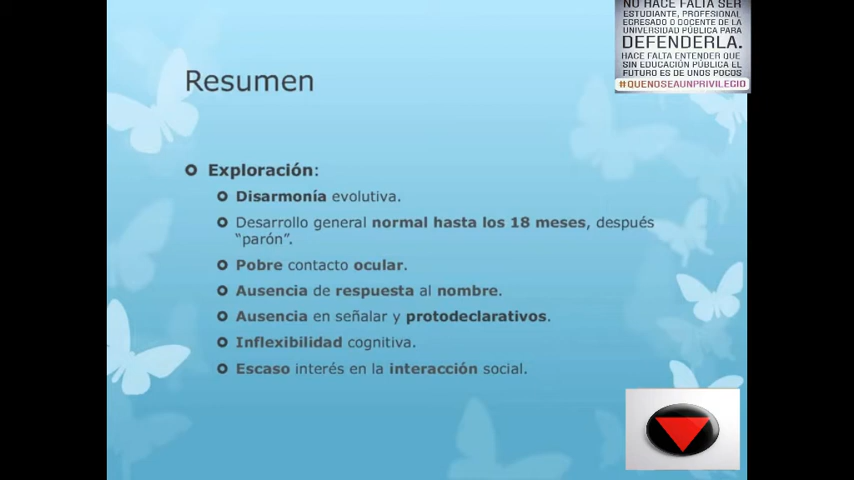 NO HACE FALTA SER
ESTUDIANTE, PROFESIONAL
EGRESADO O DOCENTE DE LA
UNIVERSIDAD PÚBLICA PARA
DEFENDERLA.
HACE FALTA ENTENDER QUE
SIN EDUCACIÓN PÚBLICA EL
FUTURO ES DE UNOS POCOS
#QUENOSEAUNPRIVILEGIO
Resumen
Exploración:
Disarmonía evolutiva.
Desarrollo general normal hasta los 18 meses, después
“parón”.
Pobre contacto ocular.
Ausencia de respuesta al nombre.
Ausencia en señalar y protodeclarativos.
Inflexibilidad cognitiva.
Escaso interés en la interacción social.